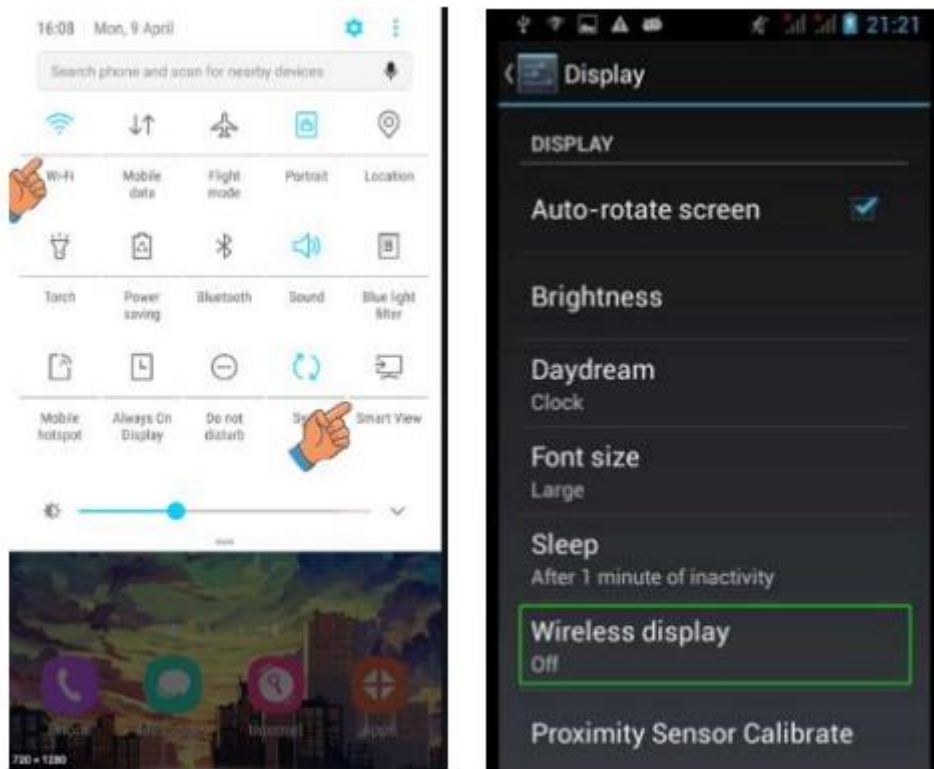 16:08 Mon, 9 April
Search phone and scan for nearby devices
Wi-Fi
Mobile data
Flight mode
Portrait
Location
Torch
Power saving
Bluetooth
Sound
Blue light filter
Mobile hotspot
Always On Display
Do not disturb
Smart View
Internet
Apps
720 × 1280
21:21
Display
DISPLAY
Auto-rotate screen
Brightness
Daydream
Clock
Font size
Large
Sleep
After 1 minute of inactivity
Wireless display
Off
Proximity Sensor Calibrate